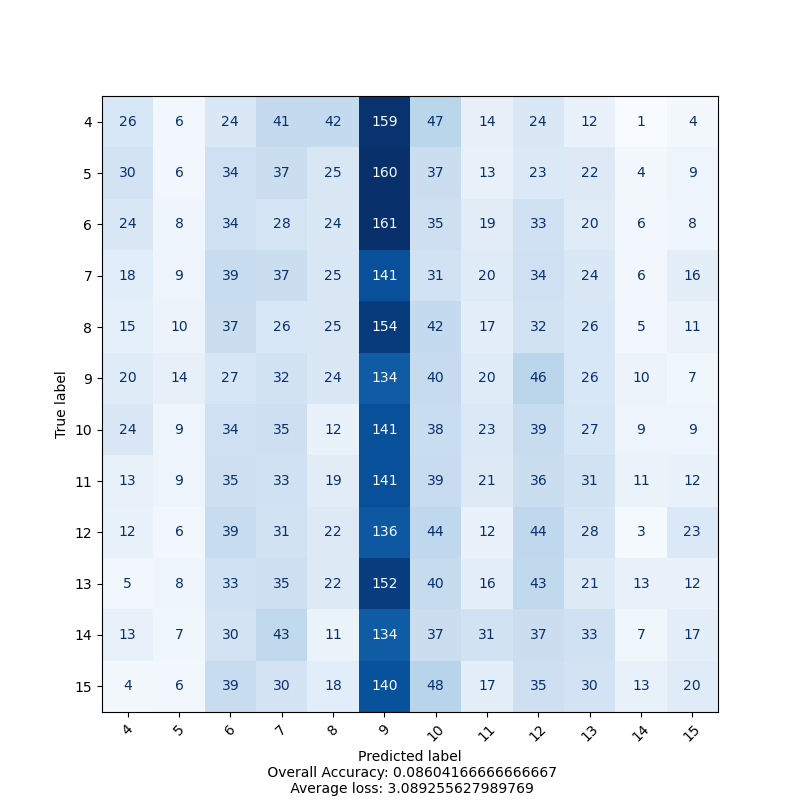 4 26 6 24 41 42 159 47 14 24 12 1 4
5 30 6 34 37 25 160 37 13 23 22 4 9
6 24 8 34 28 24 161 35 19 33 20 6 8
7 18 9 39 37 25 141 31 20 34 24 6 16
8 15 10 37 26 25 154 42 17 32 26 5 11
9 20 14 27 32 24 134 40 20 46 26 10 7
True label
10 24 9 34 35 12 141 38 23 39 27 9 9
11 13 9 35 33 19 141 39 21 36 31 11 12
12 12 6 39 31 22 136 44 12 44 28 3 23
13 5 8 33 35 22 152 40 16 43 21 13 12
14 13 7 30 43 11 134 37 31 37 33 7 17
15 4 6 39 30 18 140 48 17 35 30 13 20
4 5 6 7 8 9 10 11 12 13 14 15
Predicted label
Overall Accuracy: 0.08604166666666667
Average loss: 3.089255627989769